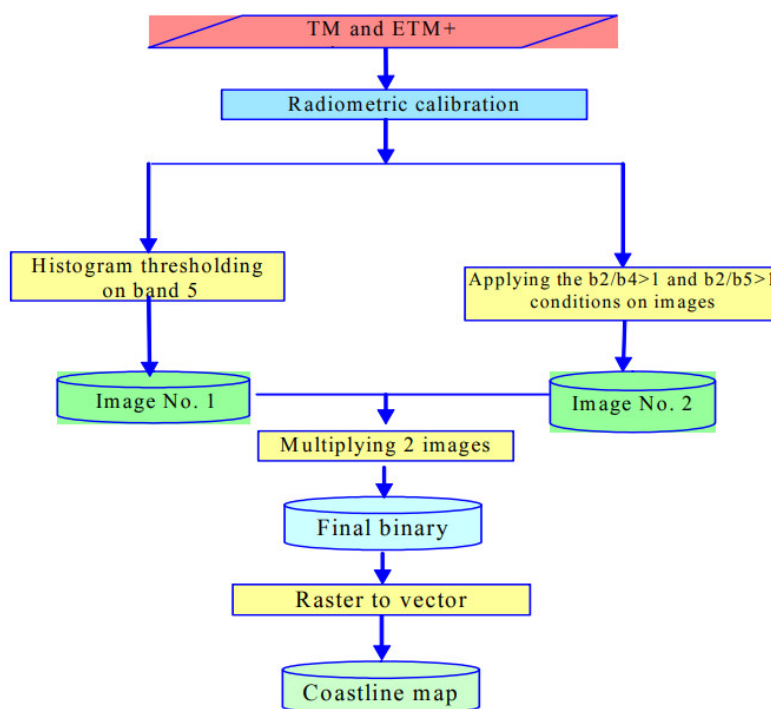 TM and ETM+
Radiometric calibration
Histogram thresholding
on band 5
Applying the b2/b4>1 and b2/b5>1
conditions on images
Image No. 1
Image No. 2
Multiplying 2 images
Final binary
Raster to vector
Coastline map